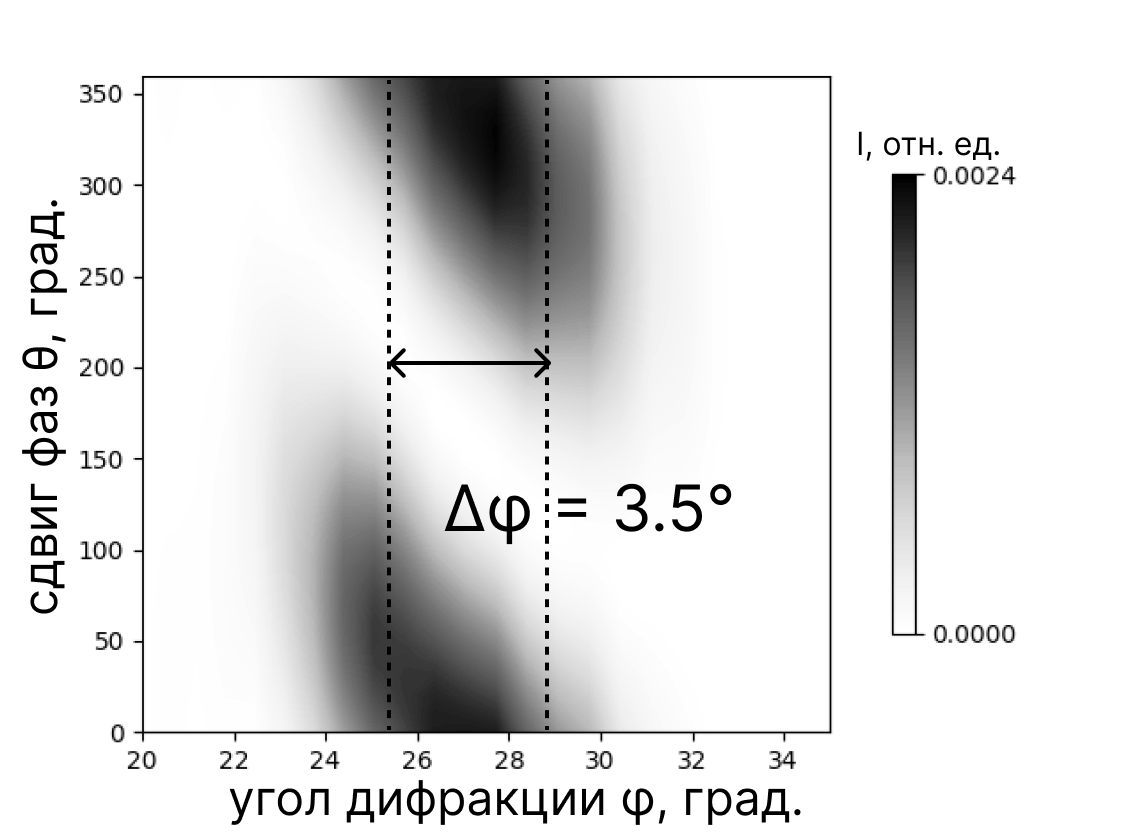 350
300
250
200
150
100
50
0
20 22 24 26 28 30 32 34
сдвиг фаз θ, град.
угол дифракции φ, град.
Δφ = 3.5°
I, отн. ед.
0.0024
0.0000